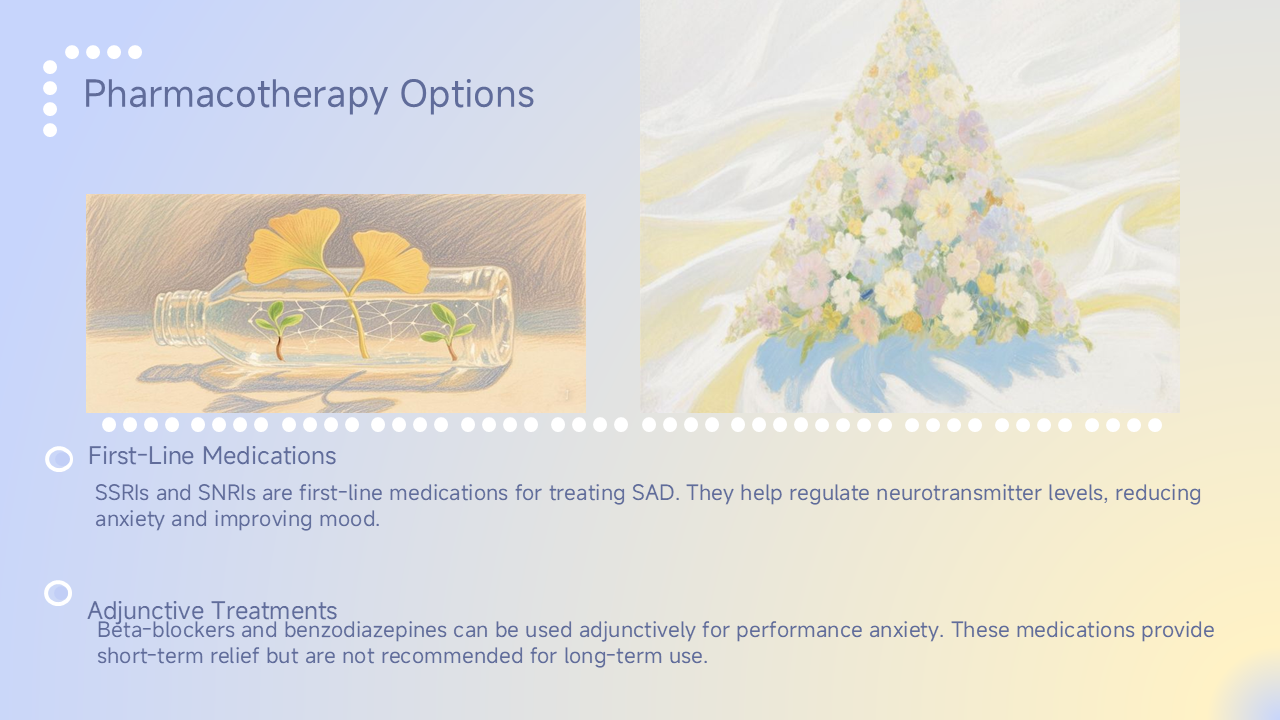 Pharmacotherapy Options
First-Line Medications
SSRIs and SNRIs are first-line medications for treating SAD. They help regulate neurotransmitter levels, reducing
anxiety and improving mood.
Adjunctive Treatments
Beta-blockers and benzodiazepines can be used adjunctively for performance anxiety. These medications provide
short-term relief but are not recommended for long-term use.